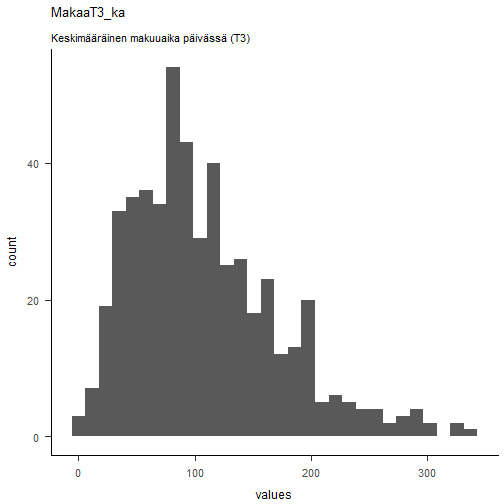 MakaaT3_ka
Keskimääräinen makuuaika päivässä (T3)
count
40
20
0
0 100 200 300
values